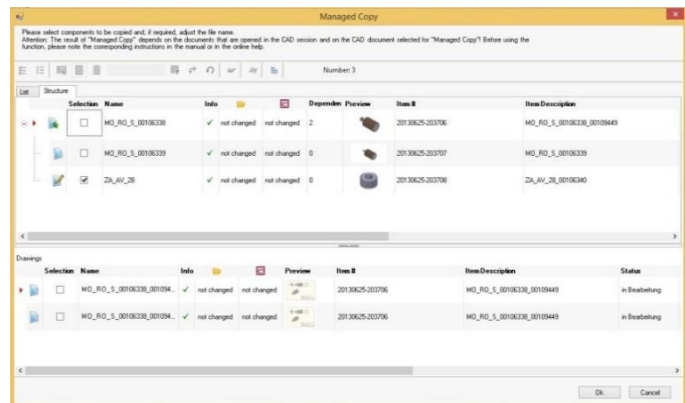 Managed Copy
Please select components to be copied and, if required, adjust the file name.
Attention: The result of "Managed Copy" depends on the documents that are opened in the CAD session and on the CAD document selected for "Managed Copy"! Before using the
function, please note the corresponding instructions in the manual or in the online help.
Number: 3
List Structure
Selection Name Info Dependen Preview Item # Item Description
MO_RO_S_00106338 not changed not changed 2 20130625-203706 MO_RO_S_00106338_00109449
MO_RO_S_00106339 not changed not changed 0 20130625-203707 MO_RO_S_00106339
ZA_AV_28 not changed not changed 0 20130625-203708 ZA_AV_28_00106340
Drawings
Selection Name Info Preview Item # Item Description Status
MO_RO_S_00106338_001094... not changed not changed 20130625-203706 MO_RO_S_00106338_00109449 in Bearbeitung
MO_RO_S_00106338_001094... not changed not changed 20130625-203706 MO_RO_S_00106338_00109449 in Bearbeitung
Ok Cancel